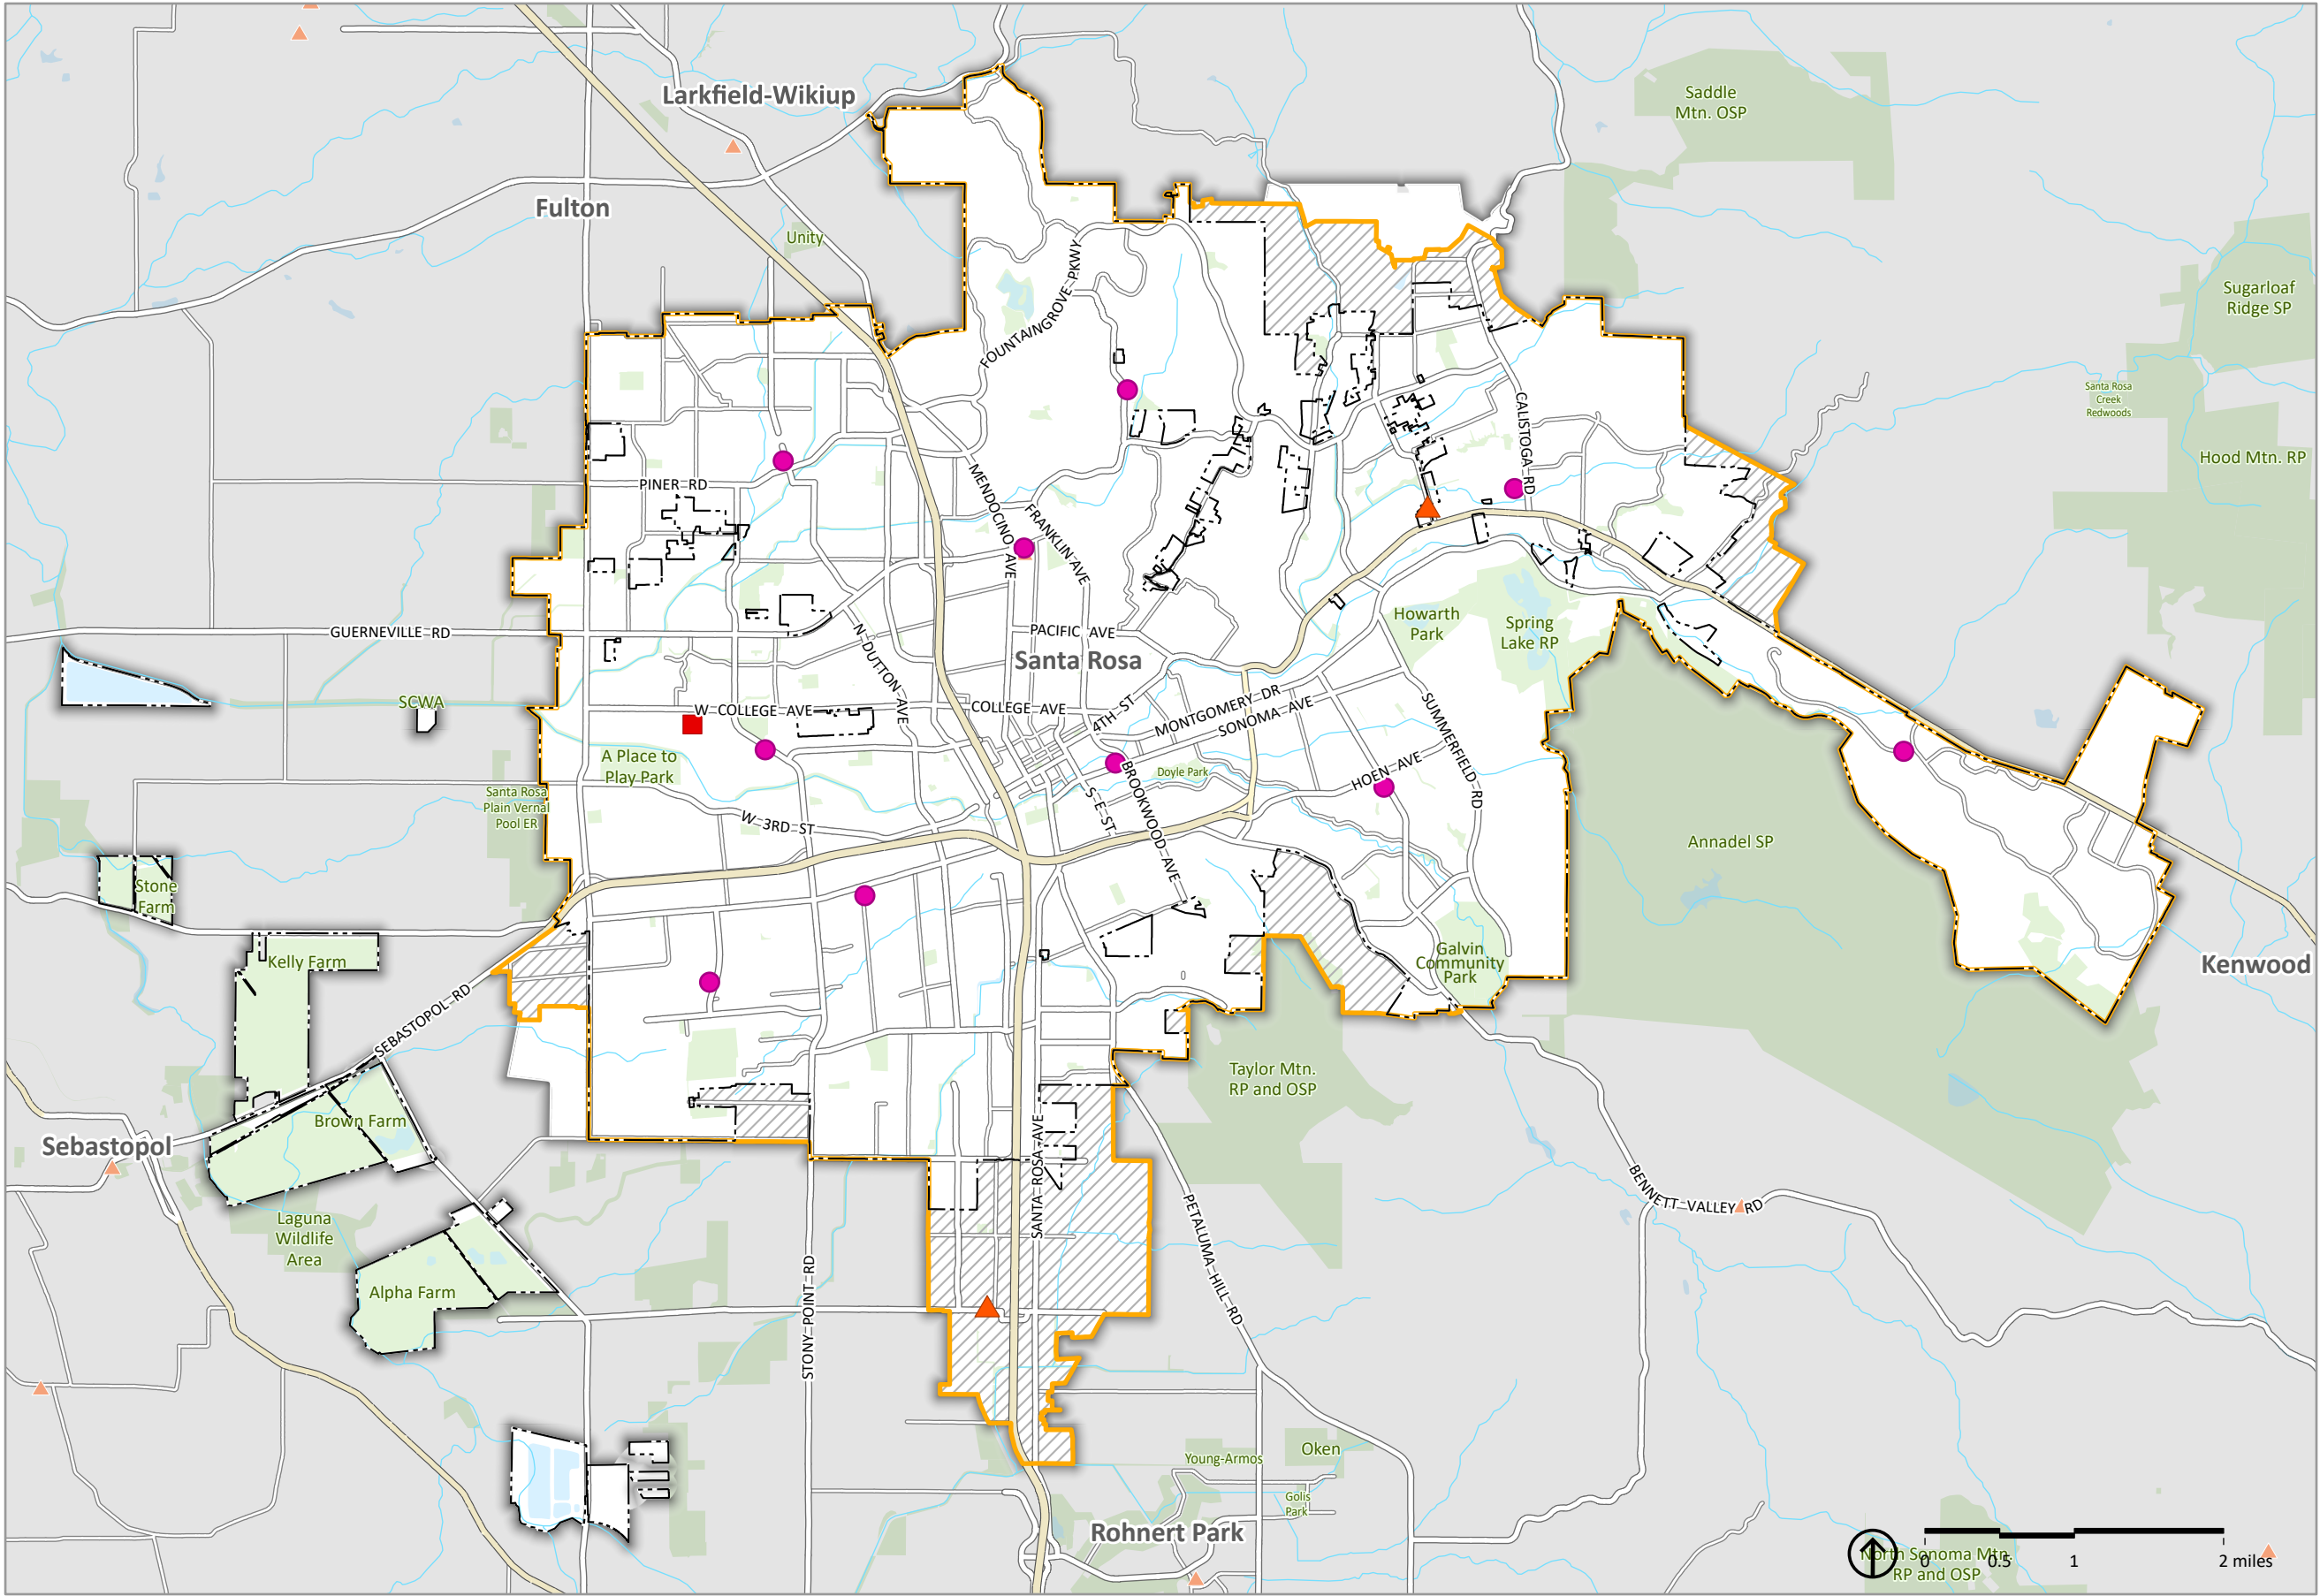 Larkfield-Wikiup
Saddle
Mtn. OSP
Fulton
Unity
FOUNTAINGROVE PKWY
Sugarloaf
Ridge SP
Santa Rosa
Creek
Redwoods
Hood Mtn. RP
CALISTOGA RD
PINER RD
MENDOCINO AVE
FRANKLIN AVE
GUERNEVILLE RD
N DUTTON AVE
PACIFIC AVE
Santa Rosa
Howarth
Park
Spring
Lake RP
SCWA
W COLLEGE AVE
COLLEGE AVE
4TH ST
MONTGOMERY DR
SONOMA AVE
SUMMERFIELD RD
A Place to
Play Park
Doyle Park
HOEN AVE
BROOKWOOD AVE
S E ST
Santa Rosa
Plain Vernal
Pool ER
W 3RD ST
Annadel SP
Stone
Farm
Kelly Farm
Galvin
Community
Park
Kenwood
SEBASTOPOL RD
Taylor Mtn.
RP and OSP
Brown Farm
Sebastopol
SANTA ROSA AVE
Laguna
Wildlife
Area
BENNETT VALLEY RD
PETALUMA HILL RD
STONY POINT RD
Alpha Farm
Young-Armos
Oken
Golis
Park
Rohnert Park
North Sonoma Mtn.
RP and OSP
0 0.5 1 2 miles